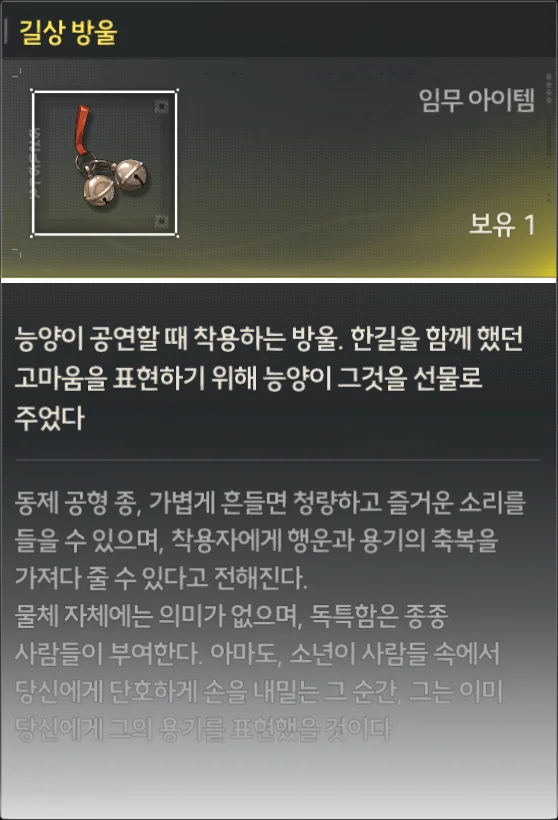 길상 방울
임무 아이템
보유 1
능양이 공연할 때 착용하는 방울. 한길을 함께 했던
고마움을 표현하기 위해 능양이 그것을 선물로
주었다
동제 공형 종, 가볍게 흔들면 청량하고 즐거운 소리를
들을 수 있으며, 착용자에게 행운과 용기의 축복을
가져다 줄 수 있다고 전해진다.
물체 자체에는 의미가 없으며, 독특함은 종종
사람들이 부여한다. 아마도, 소년이 사람들 속에서
당신에게 단호하게 손을 내밀는 그 순간, 그는 이미
당신에게 그의 용기를 표현했을 것이다